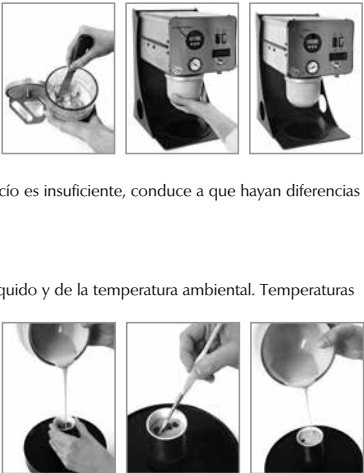 cío es insuficiente, conduce a que hayan diferencias
quido y de la temperatura ambiental. Temperaturas